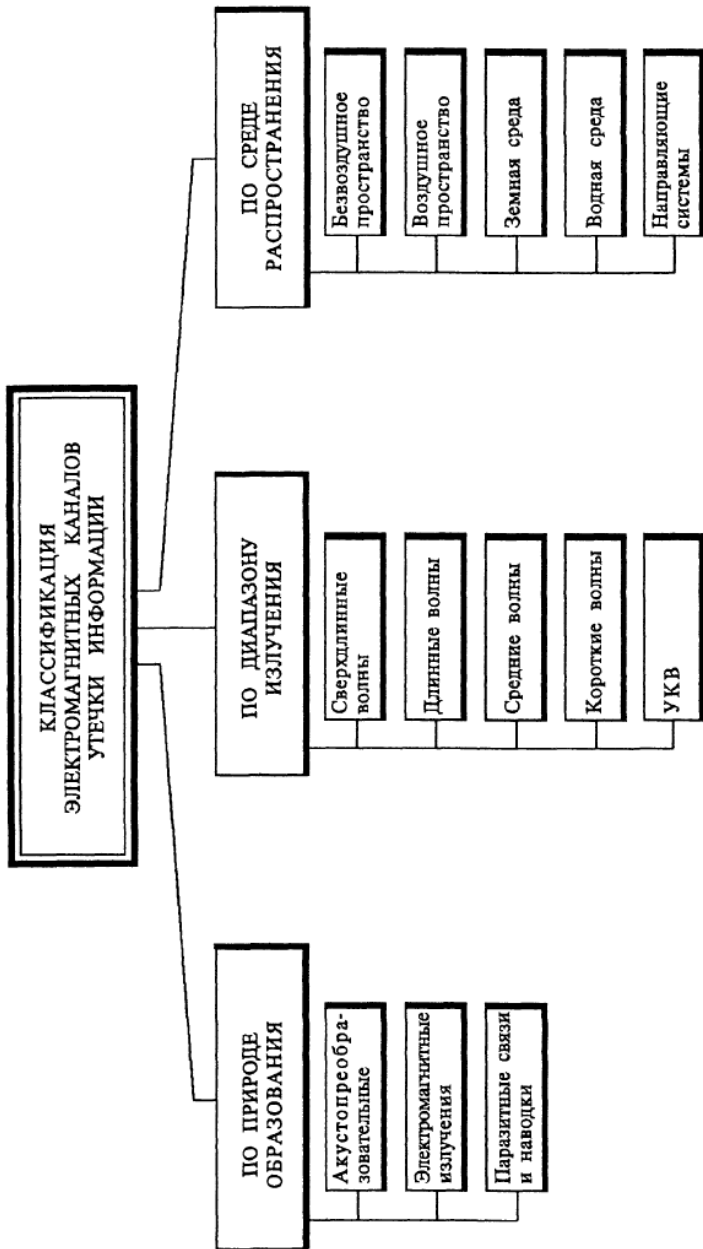 КЛАССИФИКАЦИЯ
ЭЛЕКТРОМАГНИТНЫХ КАНАЛОВ
УТЕЧКИ ИНФОРМАЦИИ
ПО ПРИРОДЕ
ОБРАЗОВАНИЯ
Акустопреобра-
зовательные
Электромагнитные
излучения
Паразитные связи
и наводки
ПО ДИАПАЗОНУ
ИЗЛУЧЕНИЯ
Сверхдлинные
волны
Длинные волны
Средние волны
Короткие волны
УКВ
ПО СРЕДЕ
РАСПРОСТРАНЕНИЯ
Безвоздушное
пространство
Воздушное
пространство
Земная среда
Водная среда
Направляющие
системы